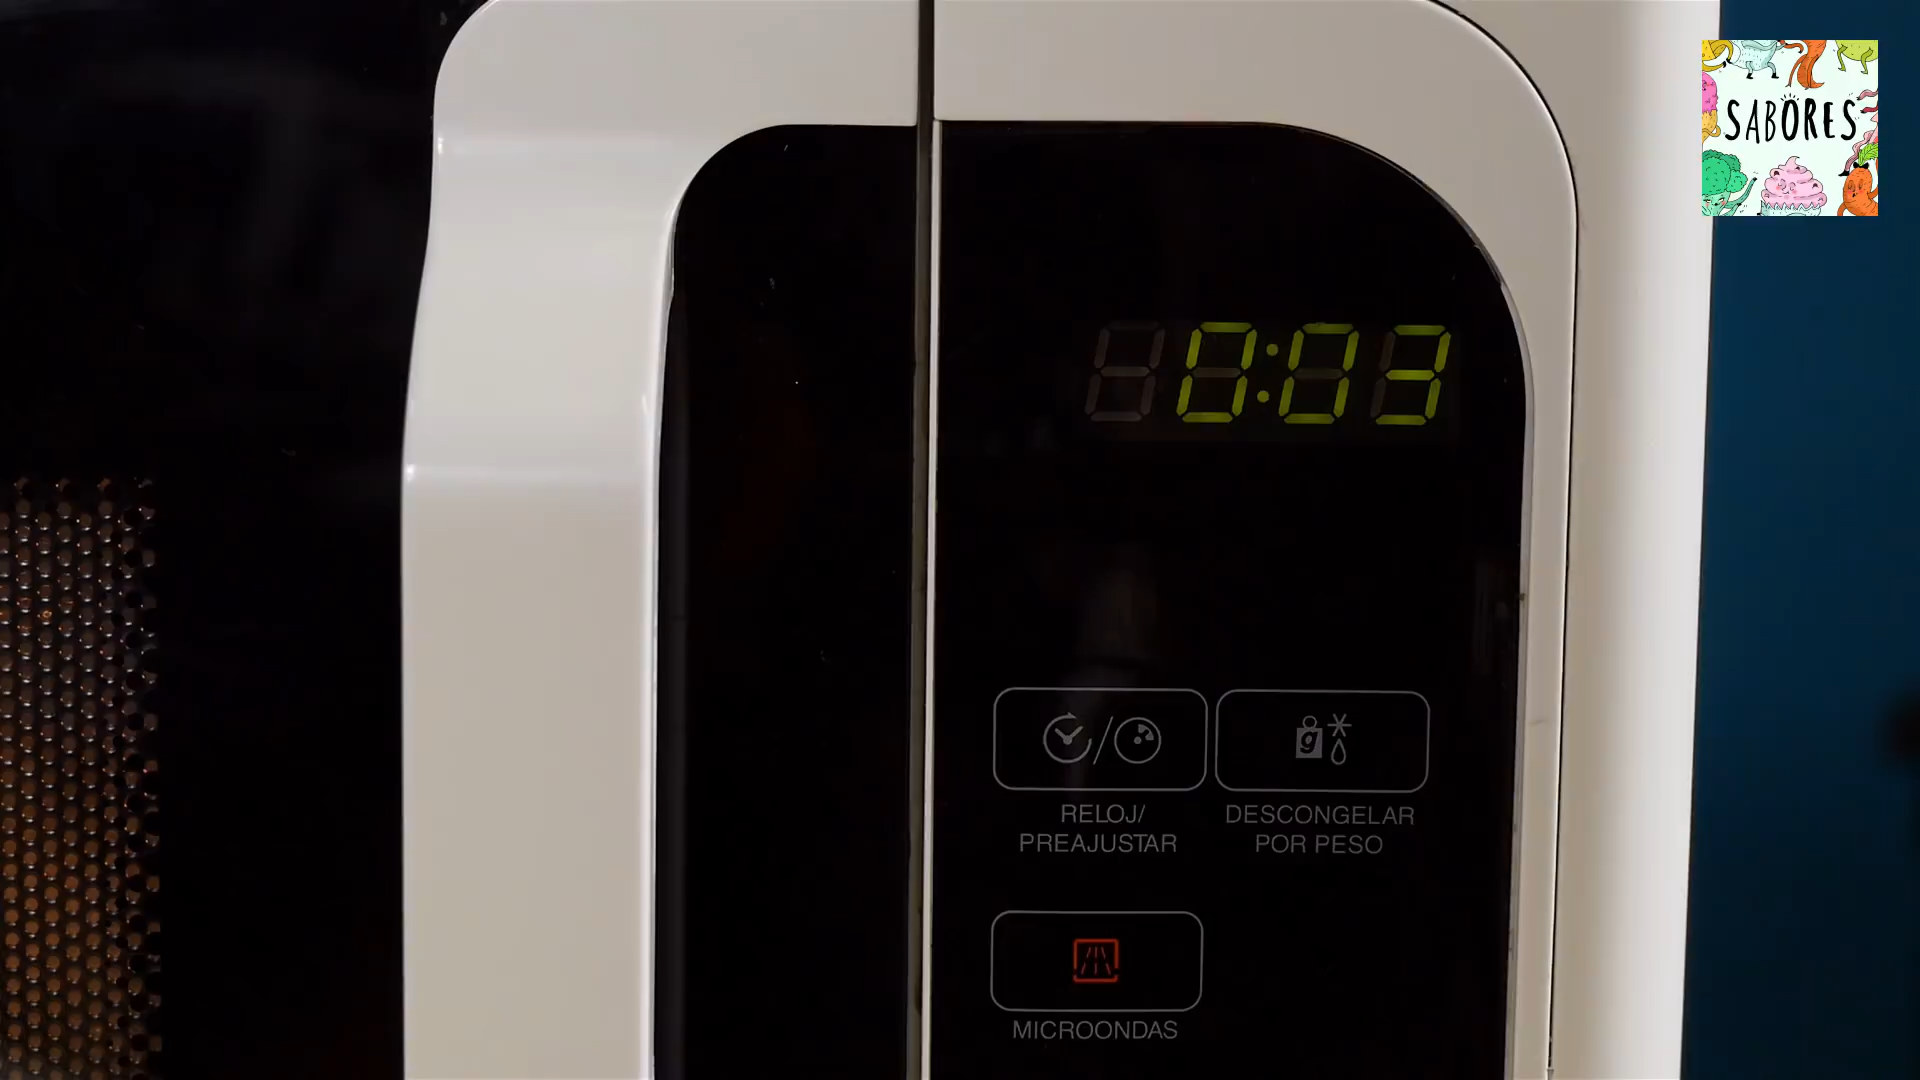 SABORES
0:03
RELOJ/
PREAJUSTAR
DESCONGELAR
POR PESO
g
MICROONDAS